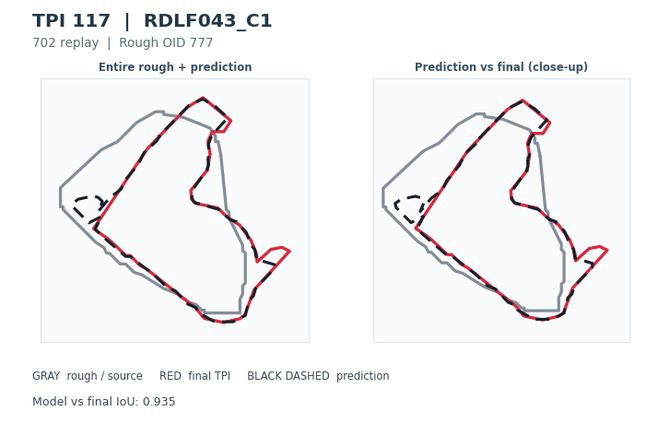 TPI 117 | RDLF043_C1
702 replay | Rough OID 777
Entire rough + prediction
Prediction vs final (close-up)
GRAY rough / source RED final TPI BLACK DASHED prediction
Model vs final IoU: 0.935